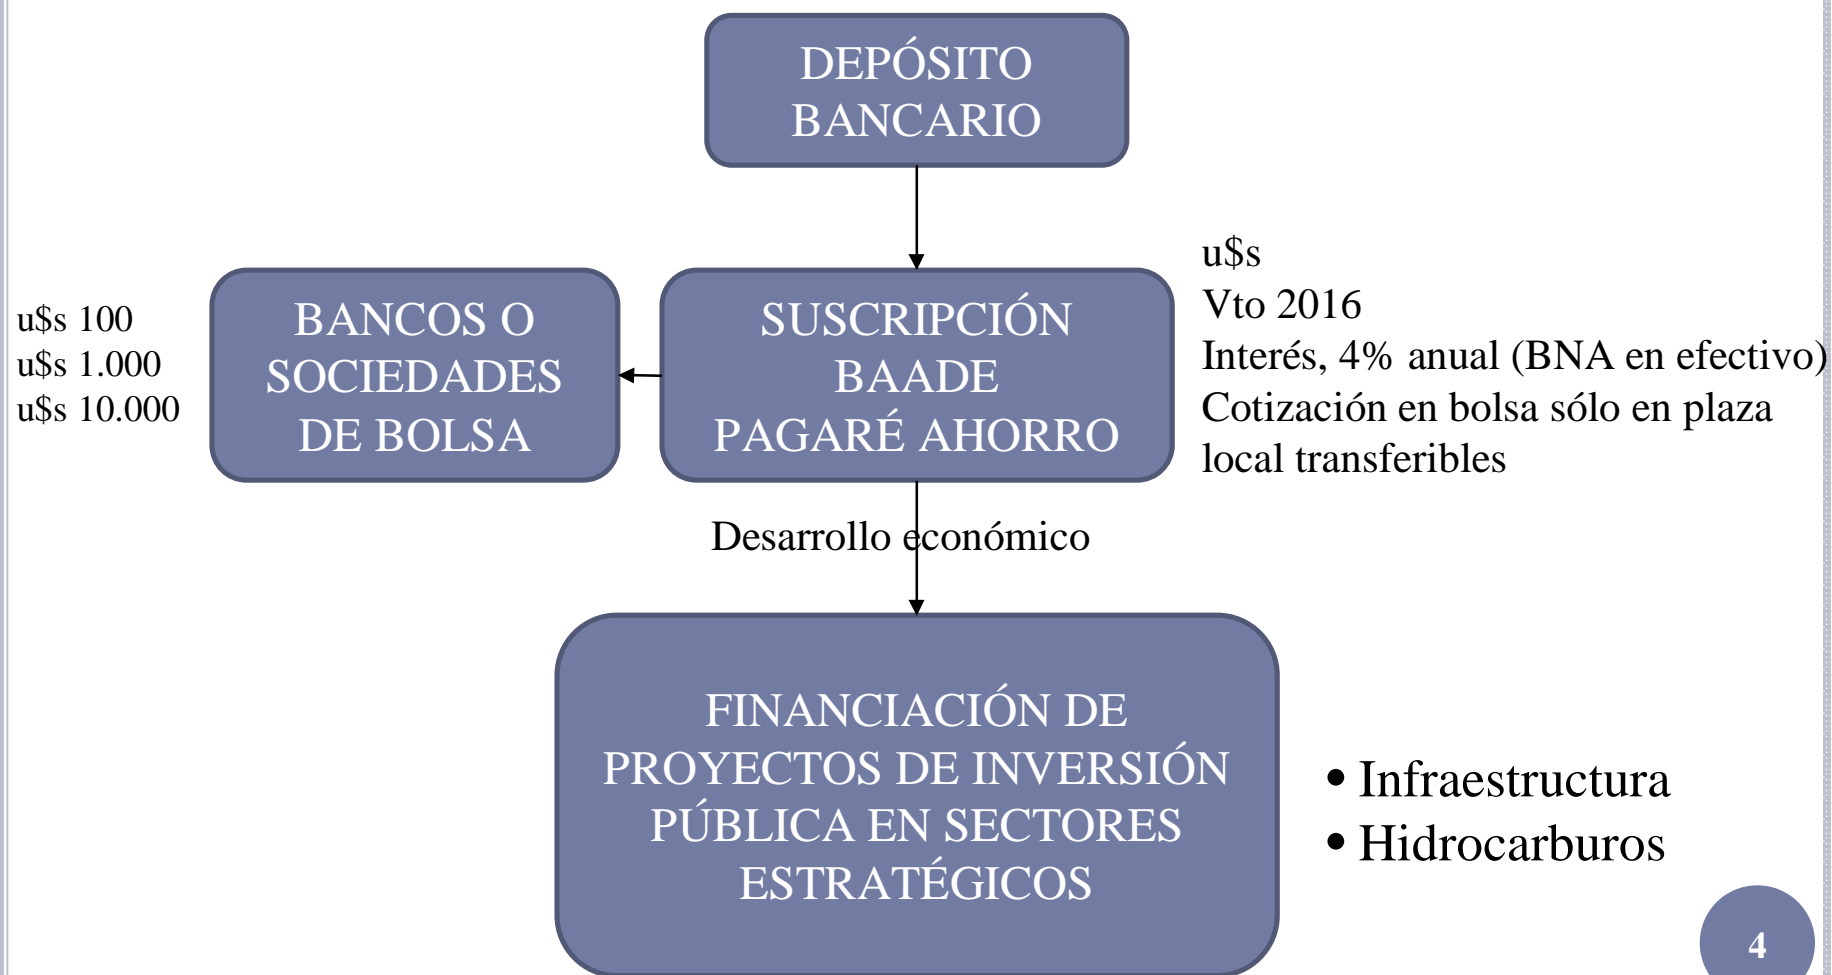 DEPÓSITO
BANCARIO
u$s 100
u$s 1.000
u$s 10.000
BANCOS O
SOCIEDADES
DE BOLSA
SUSCRIPCIÓN
BAADE
PAGARÉ AHORRO
u$s
Vto 2016
Interés, 4% anual (BNA en efectivo)
Cotización en bolsa sólo en plaza
local transferibles
Desarrollo económico
FINANCIACIÓN DE
PROYECTOS DE INVERSIÓN
PÚBLICA EN SECTORES
ESTRATÉGICOS
• Infraestructura
• Hidrocarburos
4